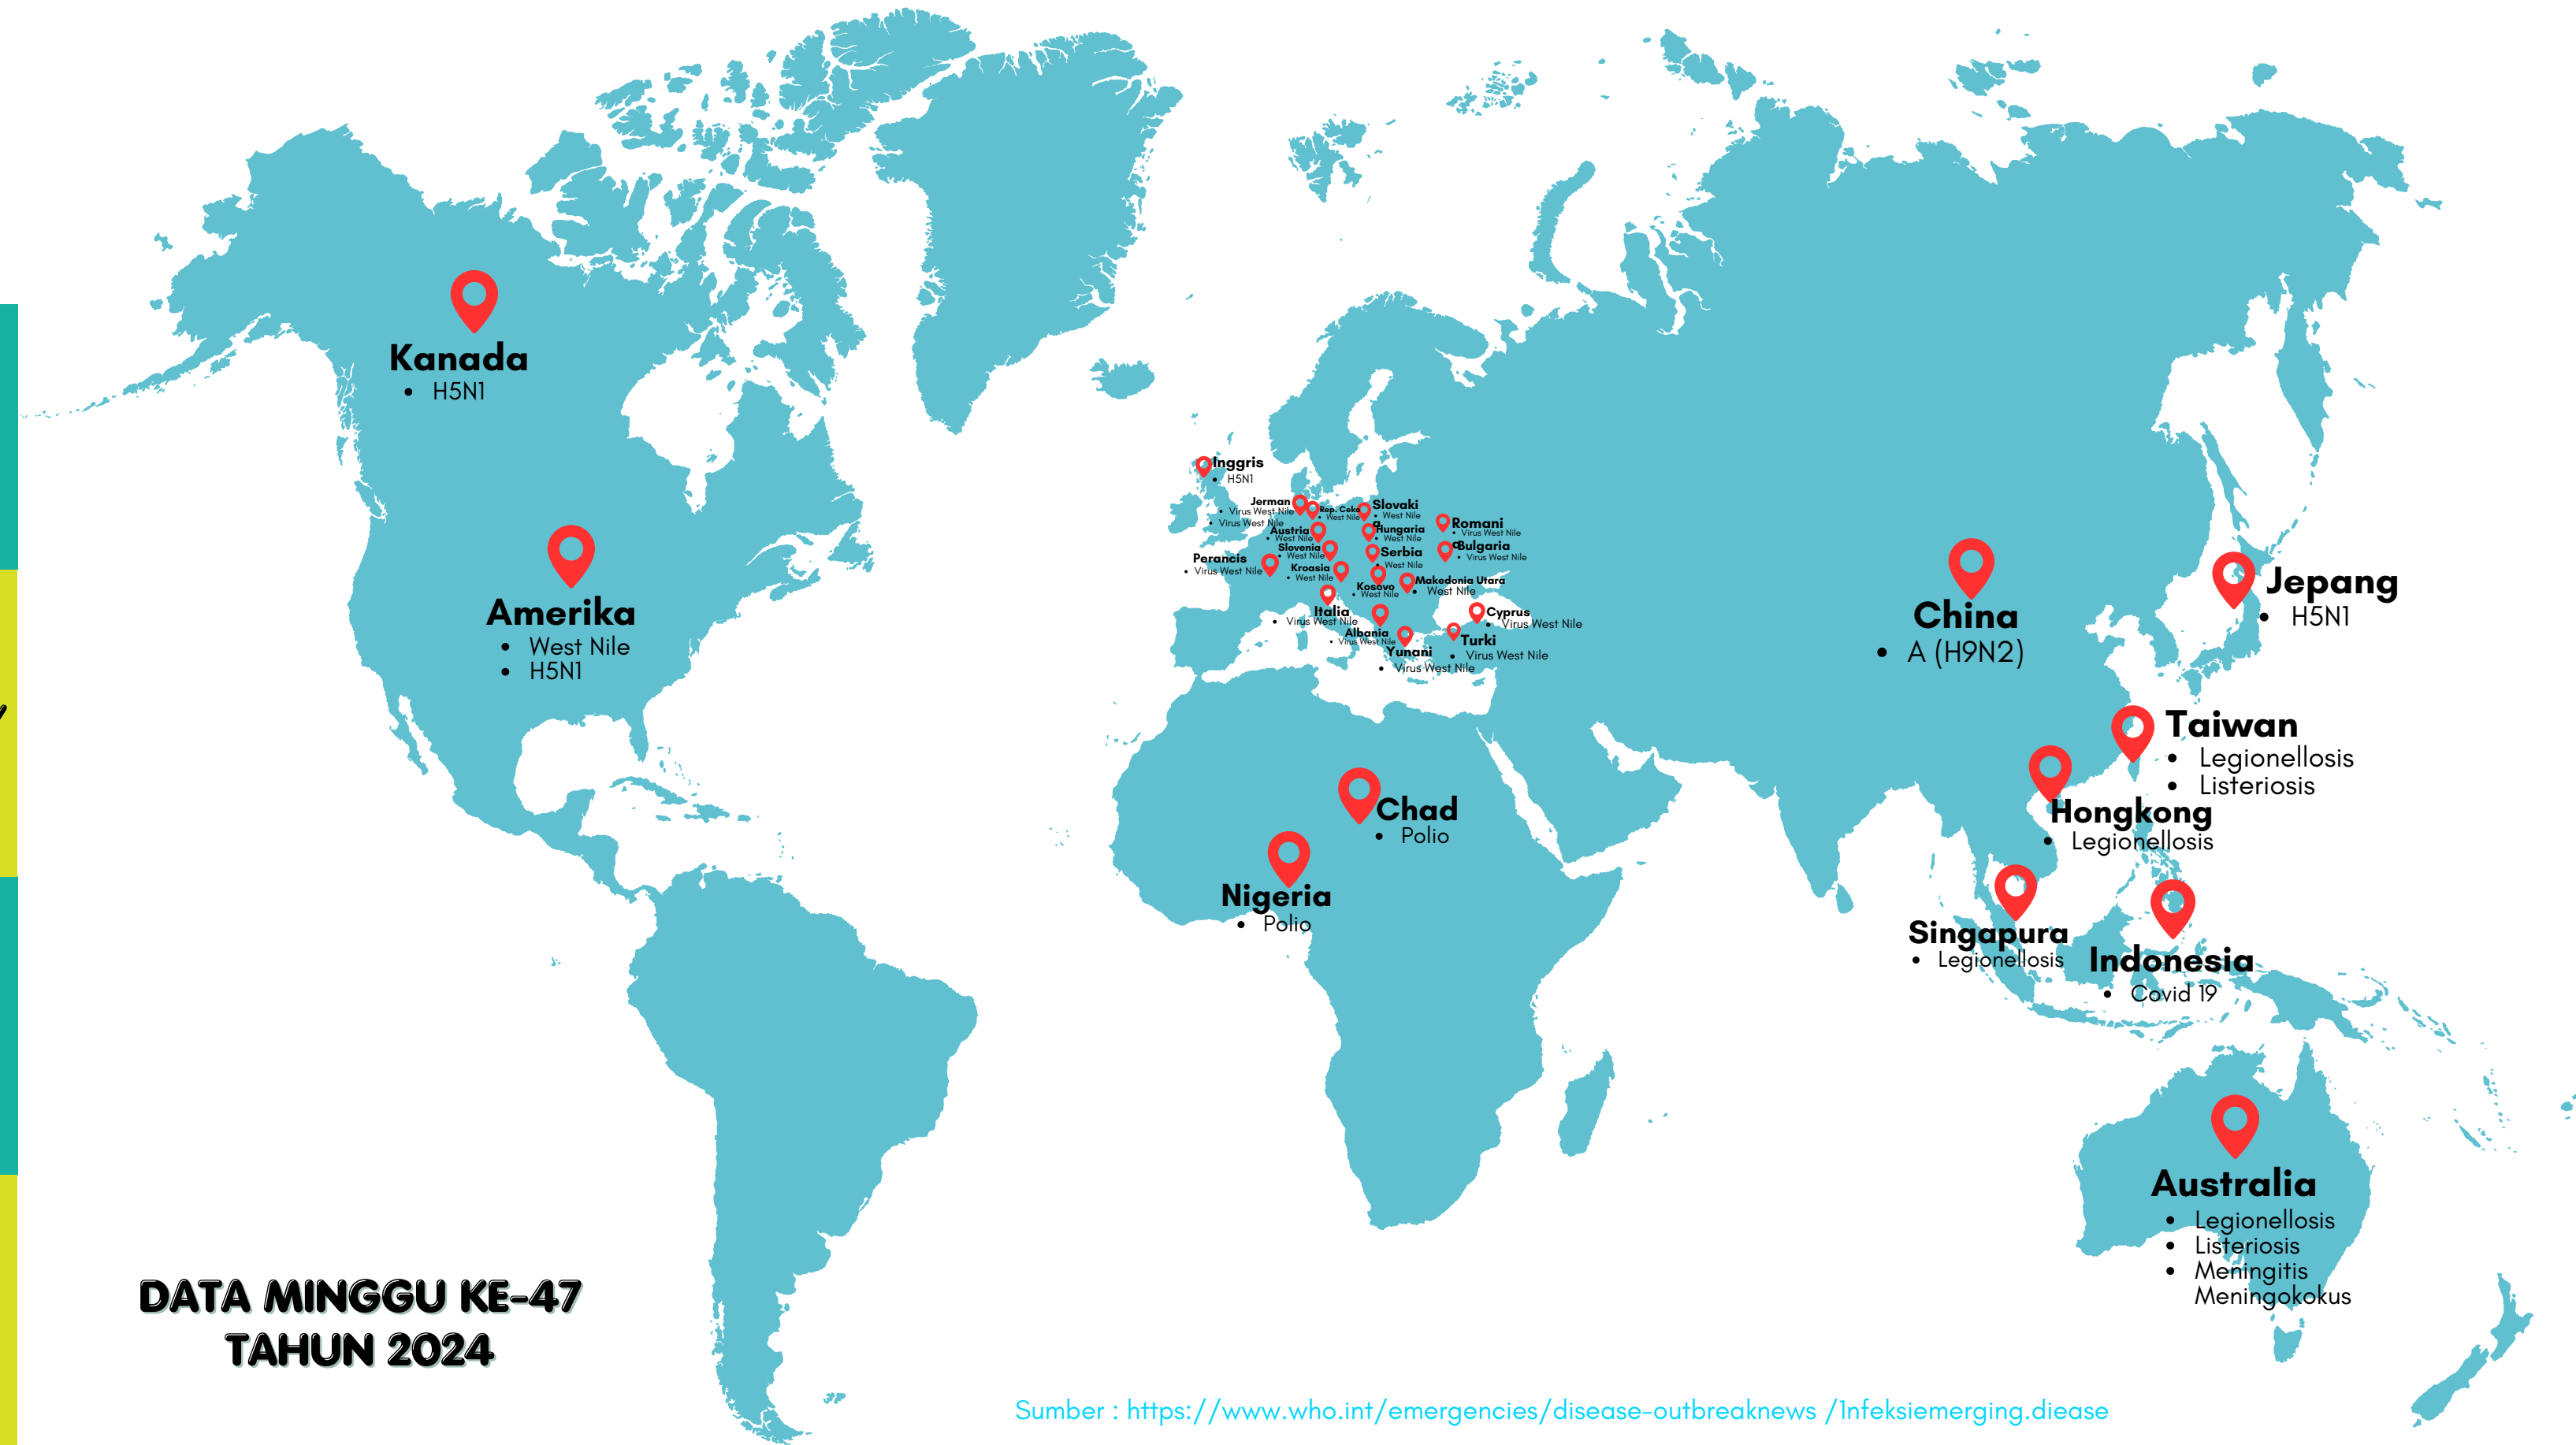 Kanada
• H5N1
Amerika
• West Nile
• H5N1
Inggris
• H5N1
Jerman
• Virus West Nile
• Virus West Nile
Rep. Ceko
• West Nile
Slovaki
a
• West Nile
Austria
• West Nile
Hungaria
• West Nile
Romani
a
• Virus West Nile
Slovenia
• West Nile
Serbia
• West Nile
Bulgaria
• Virus West Nile
Perancis
• Virus West Nile
Kroasia
• West Nile
Kosovo
• West Nile
Makedonia Utara
• West Nile
Italia
• Virus West Nile
Albania
• Virus West Nile
Yunani
• Virus West Nile
Cyprus
• Virus West Nile
Turki
• Virus West Nile
China
• A (H9N2)
Jepang
• H5N1
Taiwan
• Legionellosis
• Listeriosis
Hongkong
• Legionellosis
Chad
• Polio
Nigeria
• Polio
Singapura
• Legionellosis
Indonesia
• Covid 19
Australia
• Legionellosis
• Listeriosis
• Meningitis
Meningokokus
DATA MINGGU KE-47
TAHUN 2024
Sumber : https://www.who.int/emergencies/disease-outbreaknews /1nfeksiemerging.diease